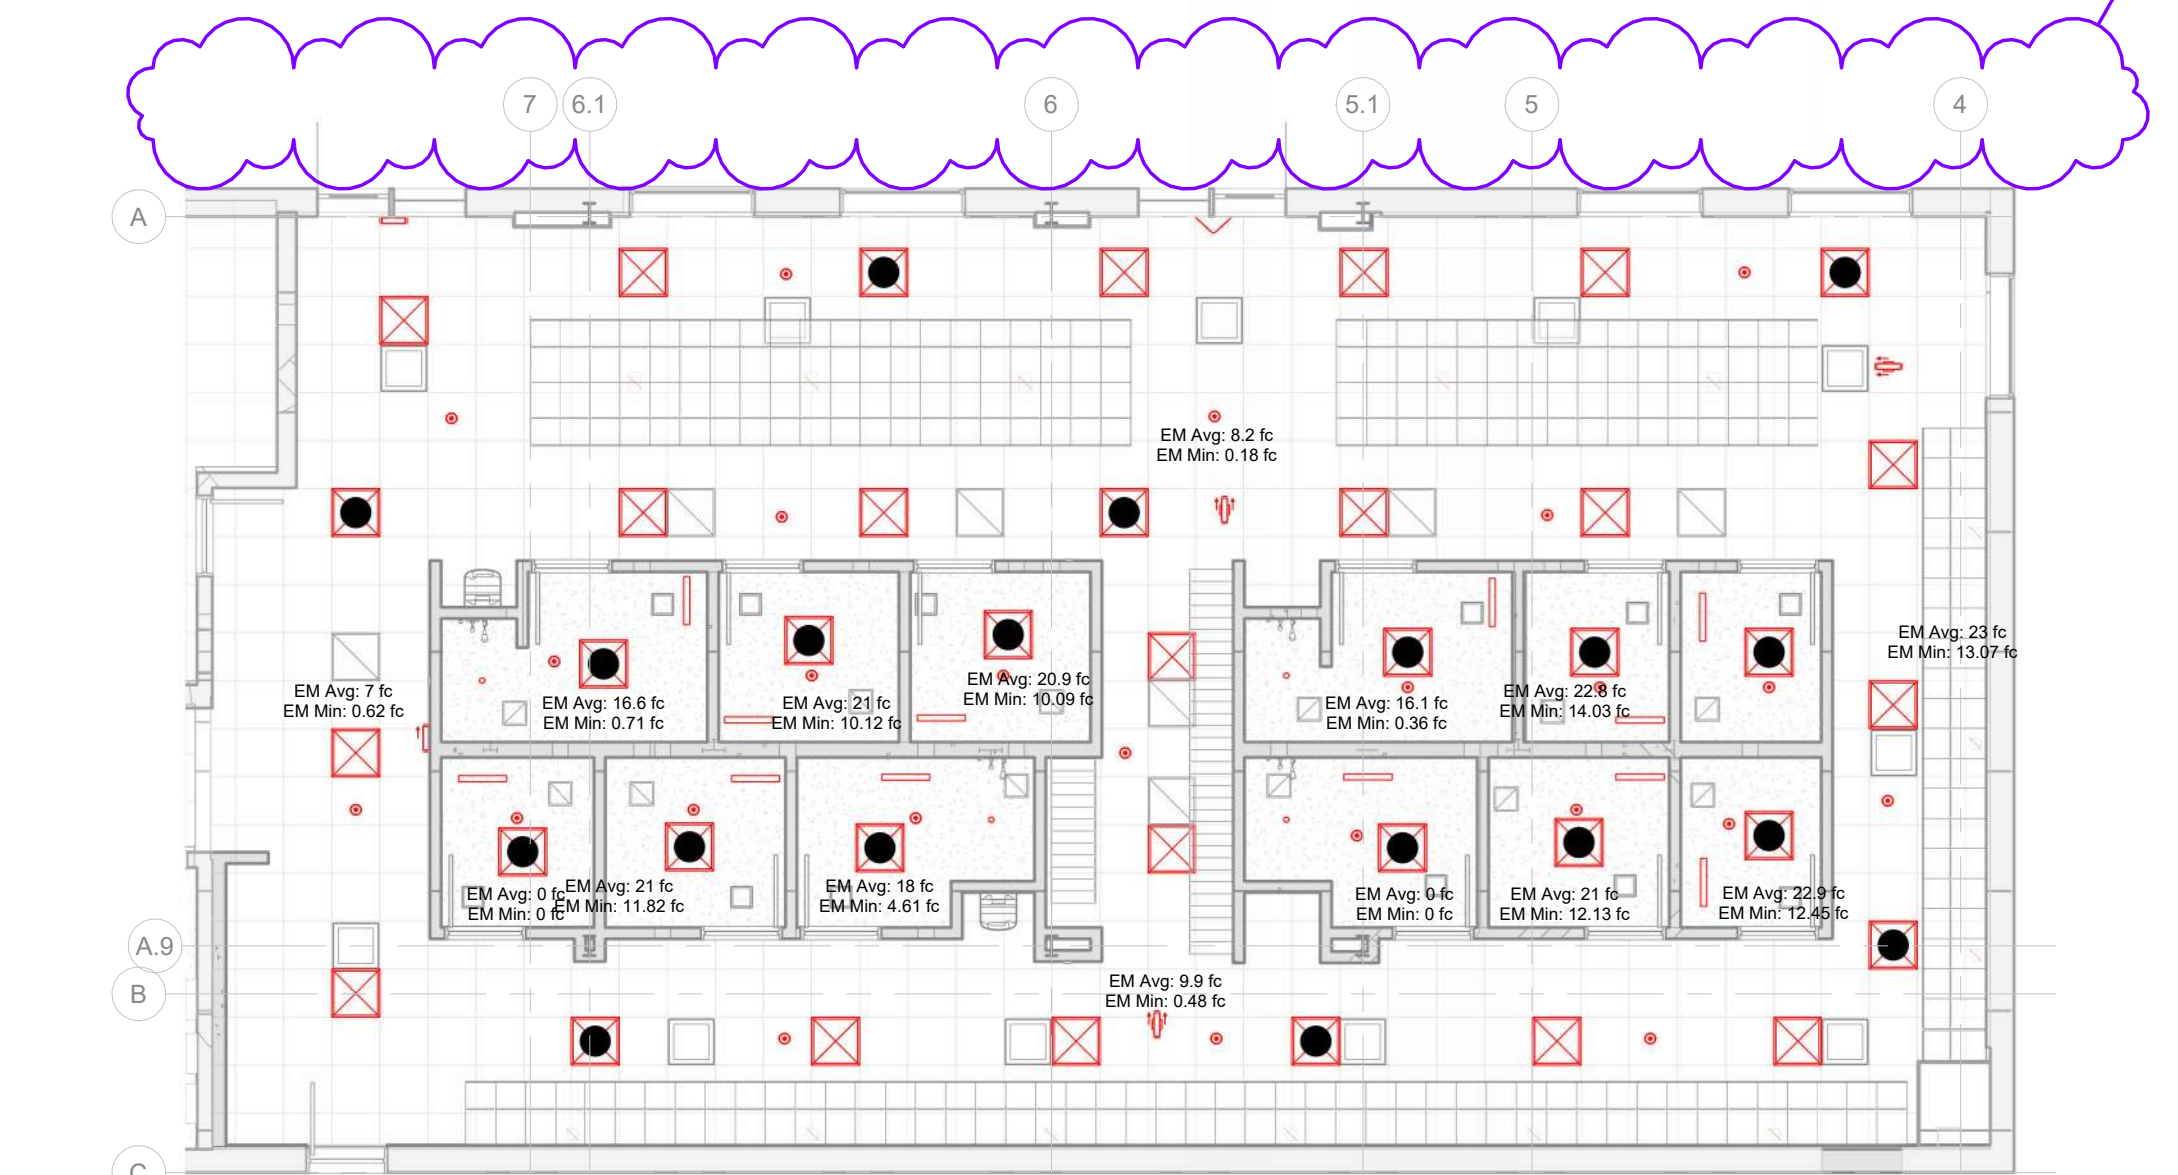 7
6.1
6
5.1
5
4
A
EM Avg: 8.2 fc
EM Min: 0.18 fc
EM Avg: 23 fc
EM Min: 13.07 fc
EM Avg: 7 fc
EM Min: 0.62 fc
EM Avg: 16.6 fc
EM Min: 0.71 fc
EM Avg: 21 fc
EM Min: 10.12 fc
EM Avg: 20.9 fc
EM Min: 10.09 fc
EM Avg: 16.1 fc
EM Min: 0.36 fc
EM Avg: 22.8 fc
EM Min: 14.03 fc
EM Avg: 0 fc
EM Min: 0 fc
EM Avg: 21 fc
EM Min: 11.82 fc
EM Avg: 18 fc
EM Min: 4.61 fc
EM Avg: 0 fc
EM Min: 0 fc
EM Avg: 21 fc
EM Min: 12.13 fc
EM Avg: 22.9 fc
EM Min: 12.45 fc
A.9
B
EM Avg: 9.9 fc
EM Min: 0.48 fc
C